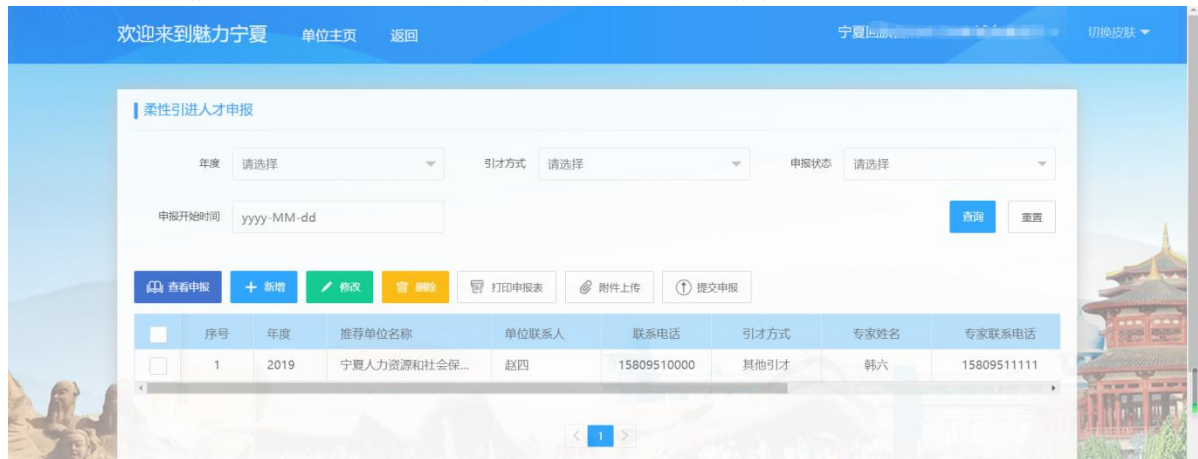 欢迎来到魅力宁夏 单位主页 返回 宁夏回族 切换皮肤
柔性引进人才申报
年度 请选择 引才方式 请选择 申报状态 请选择
申报开始时间 yyyy-MM-dd 查询 重置
查看申报 新增 修改 删除 打印申报表 附件上传 提交申报
序号 年度 推荐单位名称 单位联系人 联系电话 引才方式 专家姓名 专家联系电话
1 2019 宁夏人力资源和社会保... 赵四 15809510000 其他引才 韩六 15809511111
1